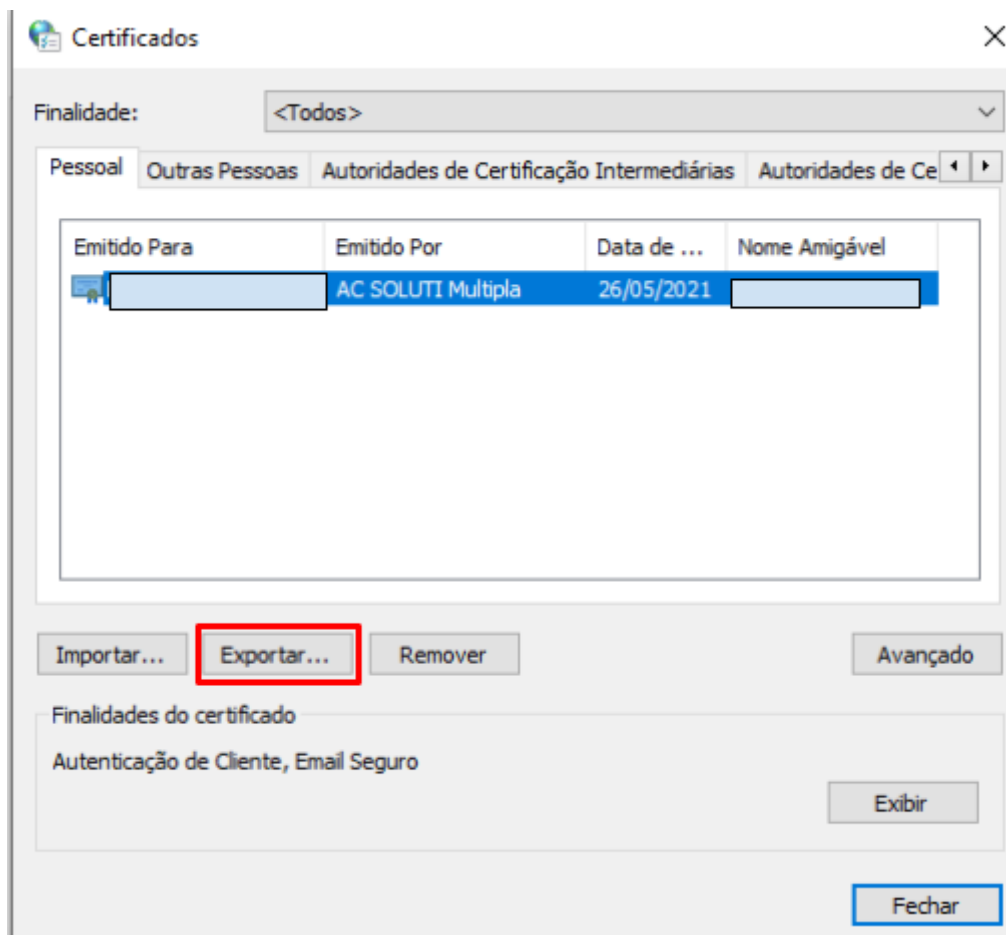 Certificados
Finalidade: <Todos>
Pessoal Outras Pessoas Autoridades de Certificação Intermediárias Autoridades de Ce
Emitido Para Emitido Por Data de ... Nome Amigável
AC SOLUTI Multipla 26/05/2021
Importar... Exportar... Remover Avançado
Finalidades do certificado
Autenticação de Cliente, Email Seguro
Exibir
Fechar